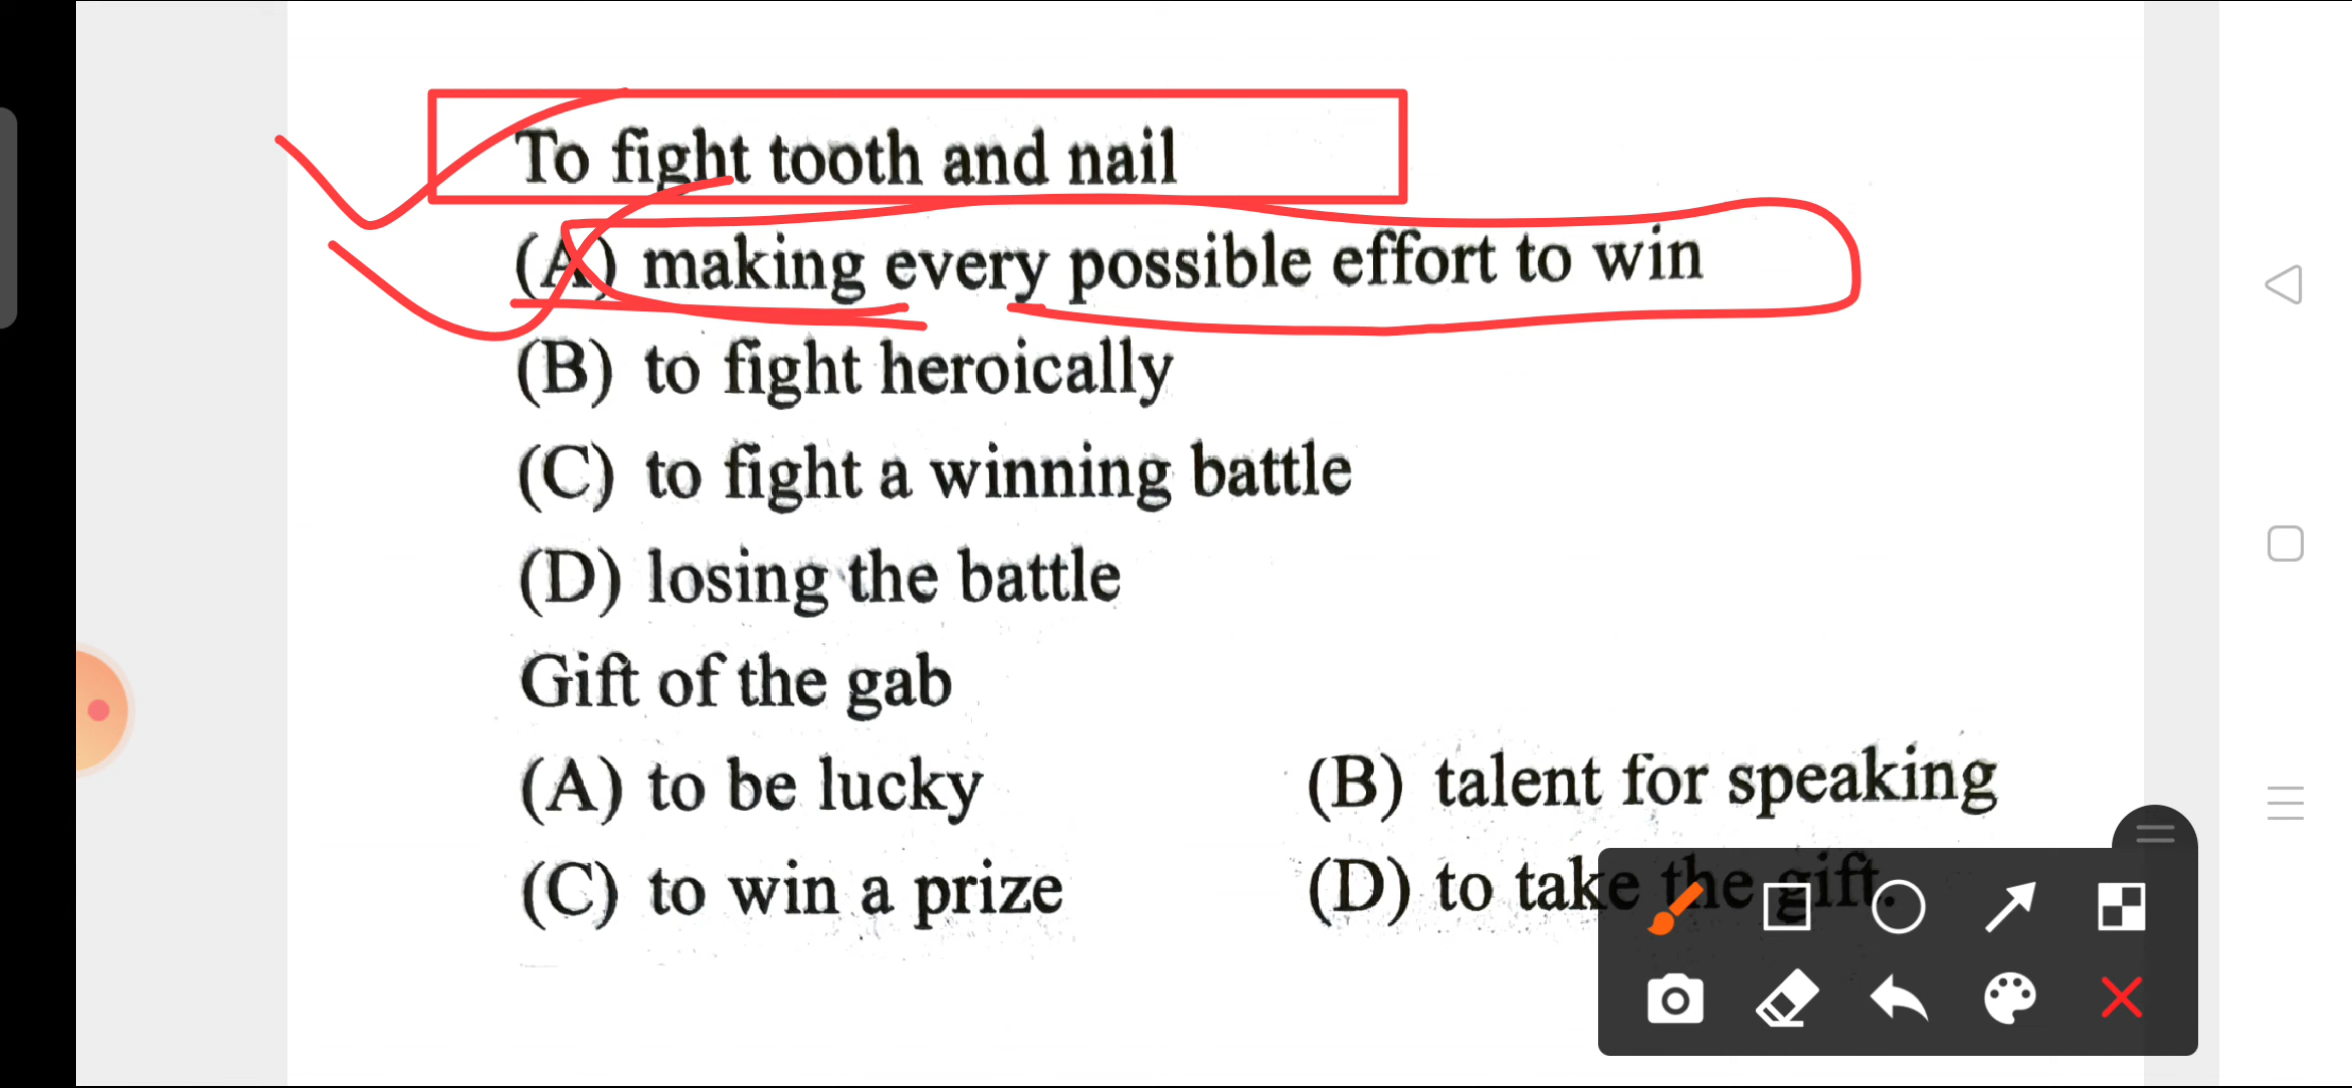 To fight tooth and nail
(A) making every possible effort to win
(B) to fight heroically
(C) to fight a winning battle
(D) losing the battle
Gift of the gab
(A) to be lucky (B) talent for speaking
(C) to win a prize (D) to take the gift.